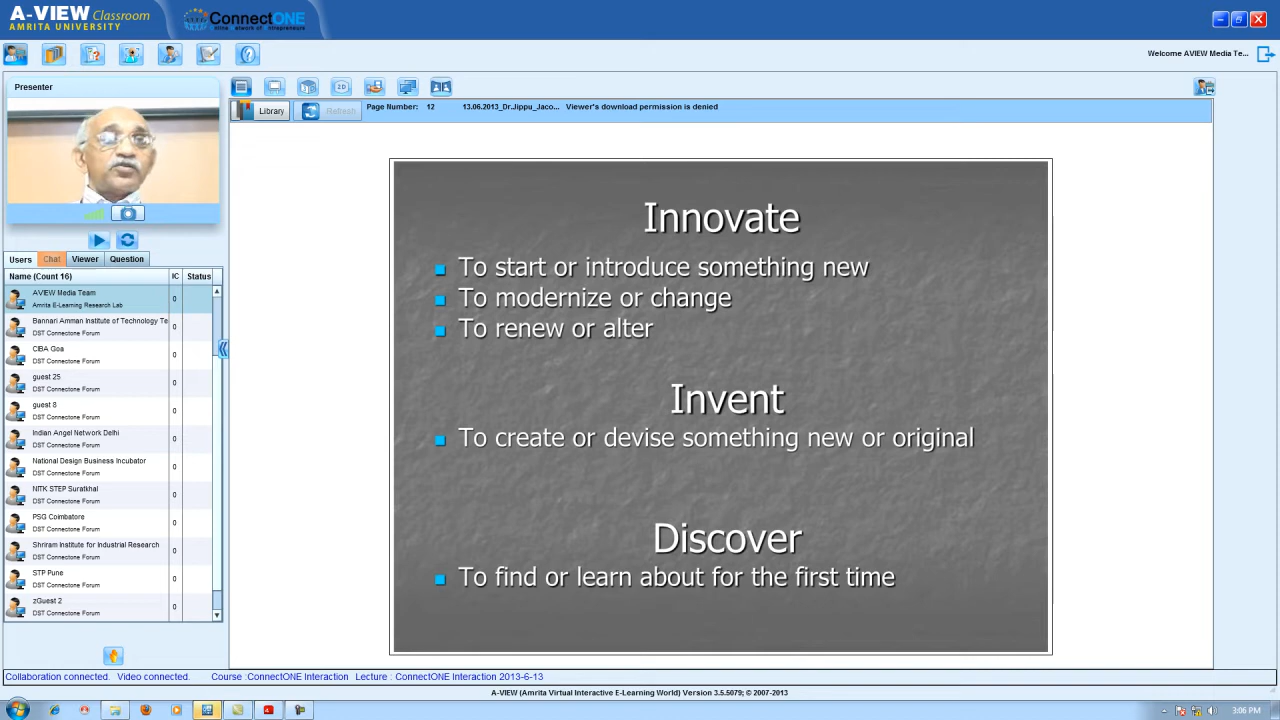 A-VIEW Classroom
AMRITA UNIVERSITY
ConnectONE
Welcome AVIEW Media Te...
Presenter
Library
Refresh
Page Number: 12 13.06.2013_Dr.Jippu_Jaco... Viewer's download permission is denied
2D
Users Chat Viewer Question
Name (Count 16) IC Status
AVIEW Media Team
Amrita E-Learning Research Lab
0
Bannari Amman Institute of Technology Te
DST Connectone Forum
0
CIBA Goa
DST Connectone Forum
0
guest 25
DST Connectone Forum
0
guest 8
DST Connectone Forum
0
Indian Angel Network Delhi
DST Connectone Forum
0
National Design Business Incubator
DST Connectone Forum
0
NITK STEP Suratkhal
DST Connectone Forum
0
PSG Coimbatore
DST Connectone Forum
0
Shriram Institute for Industrial Research
DST Connectone Forum
0
STP Pune
DST Connectone Forum
0
zGuest 2
DST Connectone Forum
0
Innovate
To start or introduce something new
To modernize or change
To renew or alter
Invent
To create or devise something new or original
Discover
To find or learn about for the first time
Collaboration connected. Video connected. Course :ConnectONE Interaction Lecture : ConnectONE Interaction 2013-6-13
A-VIEW (Amrita Virtual Interactive E-Learning World) Version 3.5.5079; © 2007-2013
3:06 PM